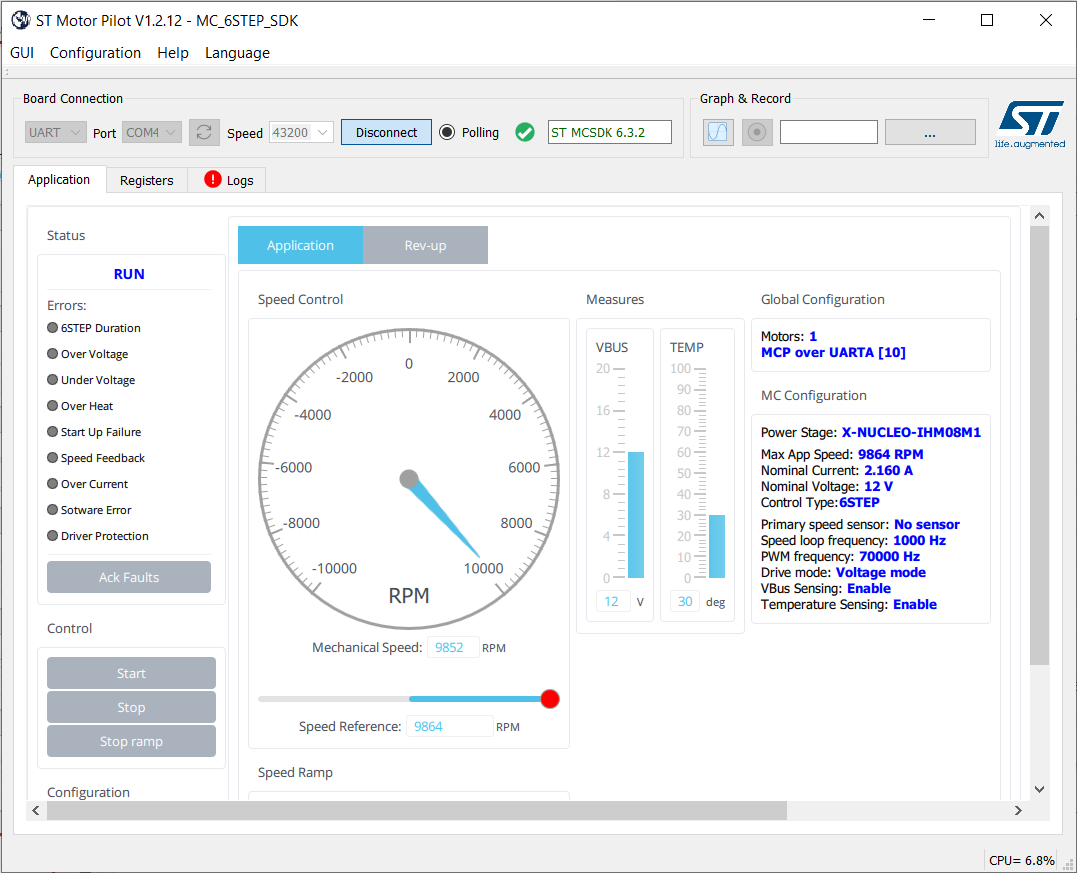 ST Motor Pilot V1.2.12 - MC_6STEP_SDK
GUI Configuration Help Language
Board Connection
UART Port COM4 Speed 43200 Disconnect Polling ST MCSDK 6.3.2
Graph & Record
...
ST
life.augmented
Application Registers Logs
Status
RUN
Errors:
6STEP Duration
Over Voltage
Under Voltage
Over Heat
Start Up Failure
Speed Feedback
Over Current
Sotware Error
Driver Protection
Ack Faults
Control
Start
Stop
Stop ramp
Configuration
Application Rev-up
Speed Control
0
-2000 2000
-4000 4000
-6000 6000
-8000 8000
-10000 10000
RPM
Mechanical Speed: 9852 RPM
Speed Reference: 9864 RPM
Speed Ramp
Measures
VBUS
20
16
12
8
4
0
12 V
TEMP
100
90
80
70
60
50
40
30
20
10
0
30 deg
Global Configuration
Motors: 1
MCP over UARTA [10]
MC Configuration
Power Stage: X-NUCLEO-IHM08M1
Max App Speed: 9864 RPM
Nominal Current: 2.160 A
Nominal Voltage: 12 V
Control Type:6STEP
Primary speed sensor: No sensor
Speed loop frequency: 1000 Hz
PWM frequency: 70000 Hz
Drive mode: Voltage mode
VBus Sensing: Enable
Temperature Sensing: Enable
CPU= 6.8%